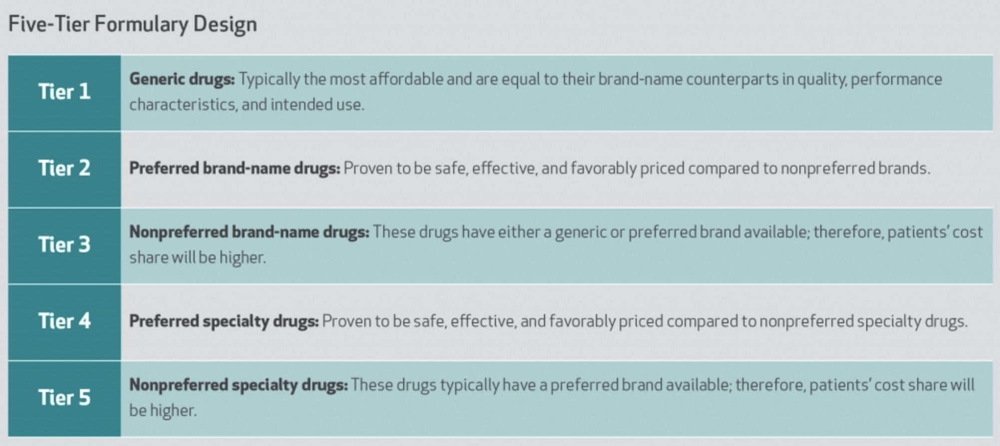 Five-Tier Formulary Design
Tier 1
Generic drugs: Typically the most affordable and are equal to their brand-name counterparts in quality, performance
characteristics, and intended use.
Tier 2
Preferred brand-name drugs: Proven to be safe, effective, and favorably priced compared to nonpreferred brands.
Tier 3
Nonpreferred brand-name drugs: These drugs have either a generic or preferred brand available; therefore, patients’ cost
share will be higher.
Tier 4
Preferred specialty drugs: Proven to be safe, effective, and favorably priced compared to nonpreferred specialty drugs.
Tier 5
Nonpreferred specialty drugs: These drugs typically have a preferred brand available; therefore, patients’ cost share will
be higher.